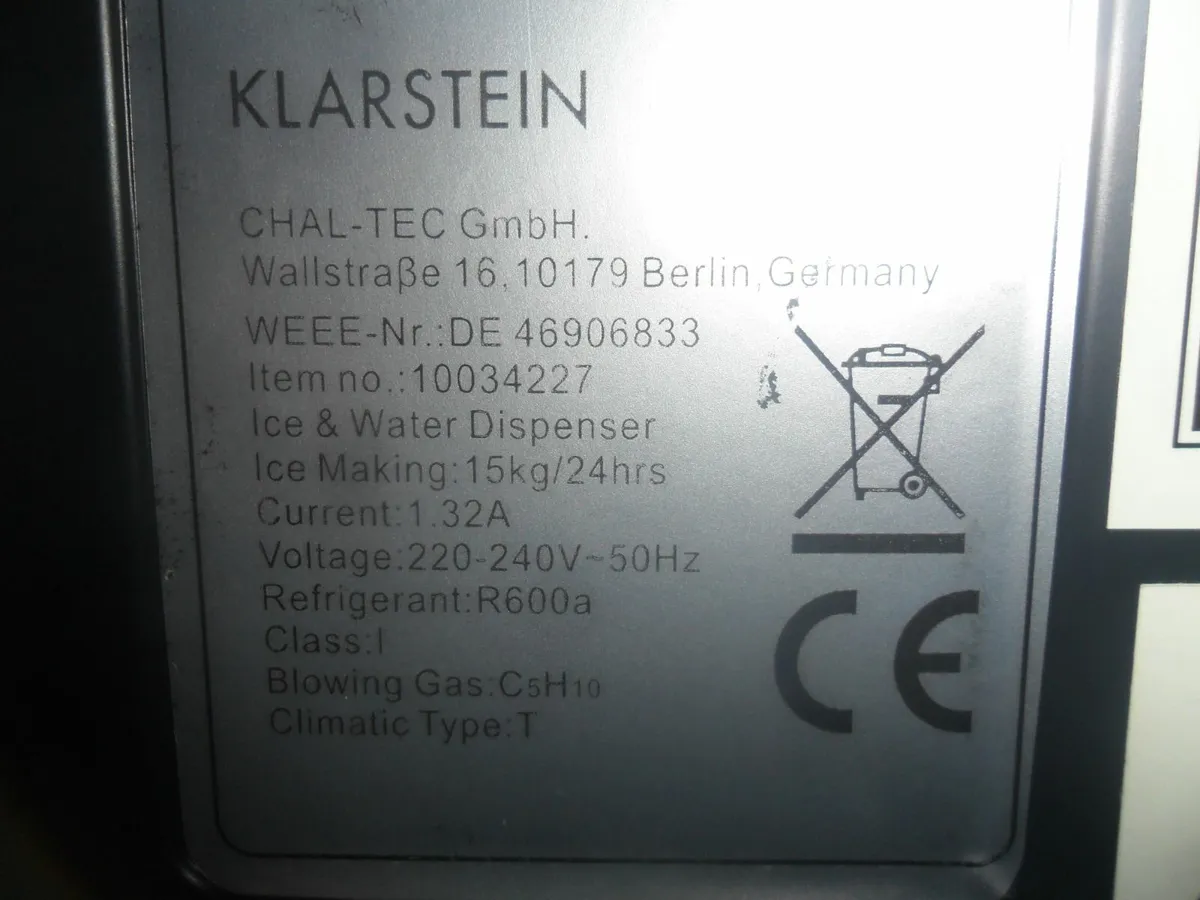 KLARSTEIN
CHAL-TEC GmbH.
Wallstraße 16,10179 Berlin,Germany
WEEE-Nr.:DE 46906833
Item no.:10034227
Ice & Water Dispenser
Ice Making:15kg/24hrs
Current:1.32A
Voltage:220-240V~50Hz
Refrigerant:R600a
Class:I
Blowing Gas:C5H10
Climatic Type:T
CE